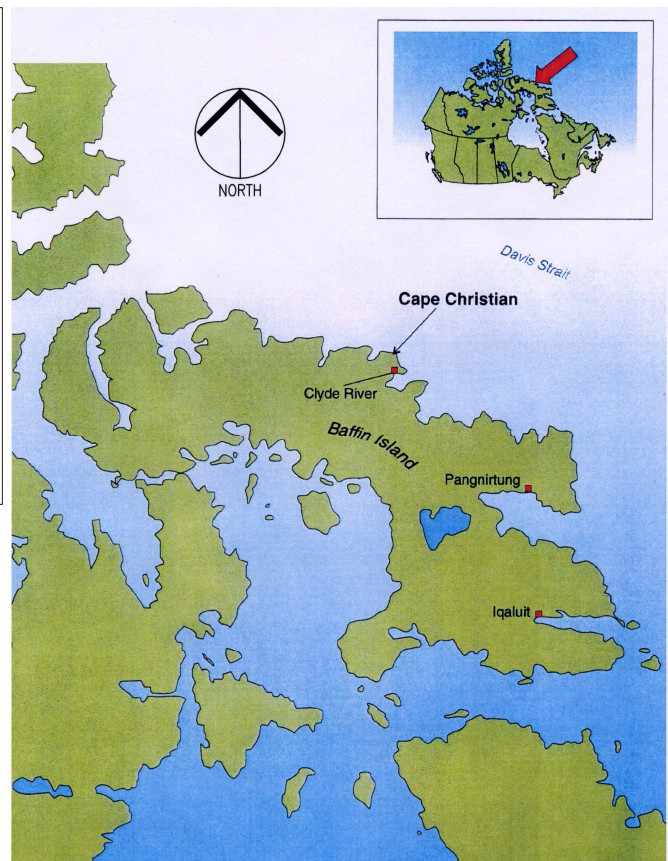 NORTH
Davis Strait
Cape Christian
Clyde River
Baffin Island
Pangnirtung
Iqaluit